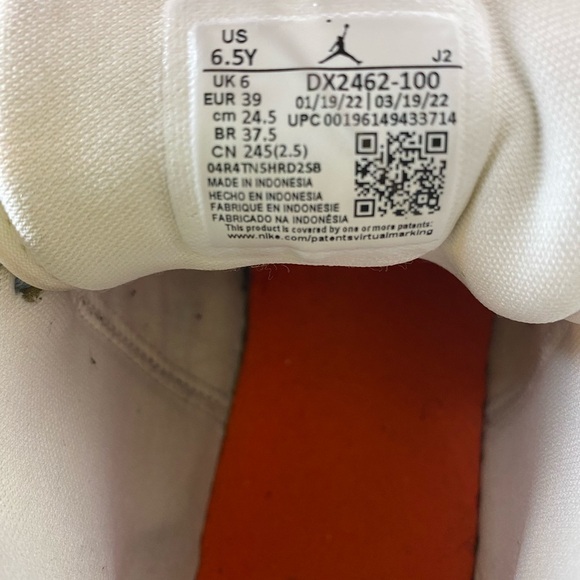 US
6.5Y J2
UK 6 DX2462-100
EUR 39 01/19/22 | 03/19/22
cm 24.5 UPC 00196149433714
BR 37.5
CN 245(2.5)
04R4TN5HRD2SB
MADE IN INDONESIA
HECHO EN INDONESIA
FABRIQUE EN INDONESIE
FABRICADO NA INDONÊSIA
This product is covered by one or more patents:
www.nike.com/patentsvirtualmarking